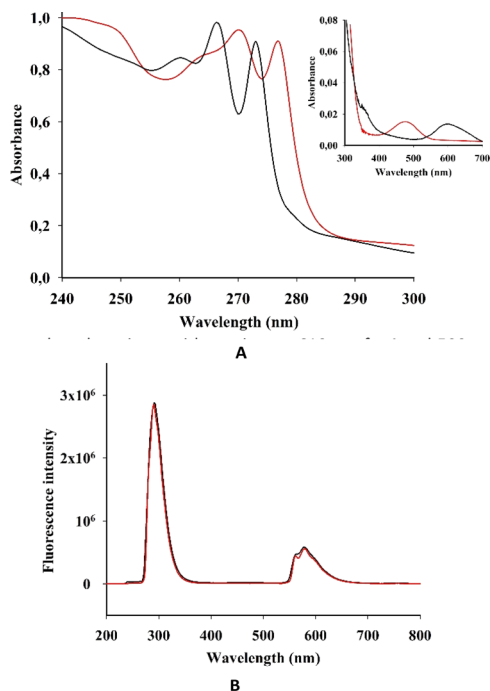 1,0
0,8
0,6
0,4
0,2
0,0
Absorbance
240 250 260 270 280 290 300
Wavelength (nm)
0,08
0,06
0,04
0,02
0,00
Absorbance
300 400 500 600 700
Wavelength (nm)
A
3x10⁶
2x10⁶
10⁶
0
Fluorescence intensity
200 300 400 500 600 700 800
Wavelength (nm)
B